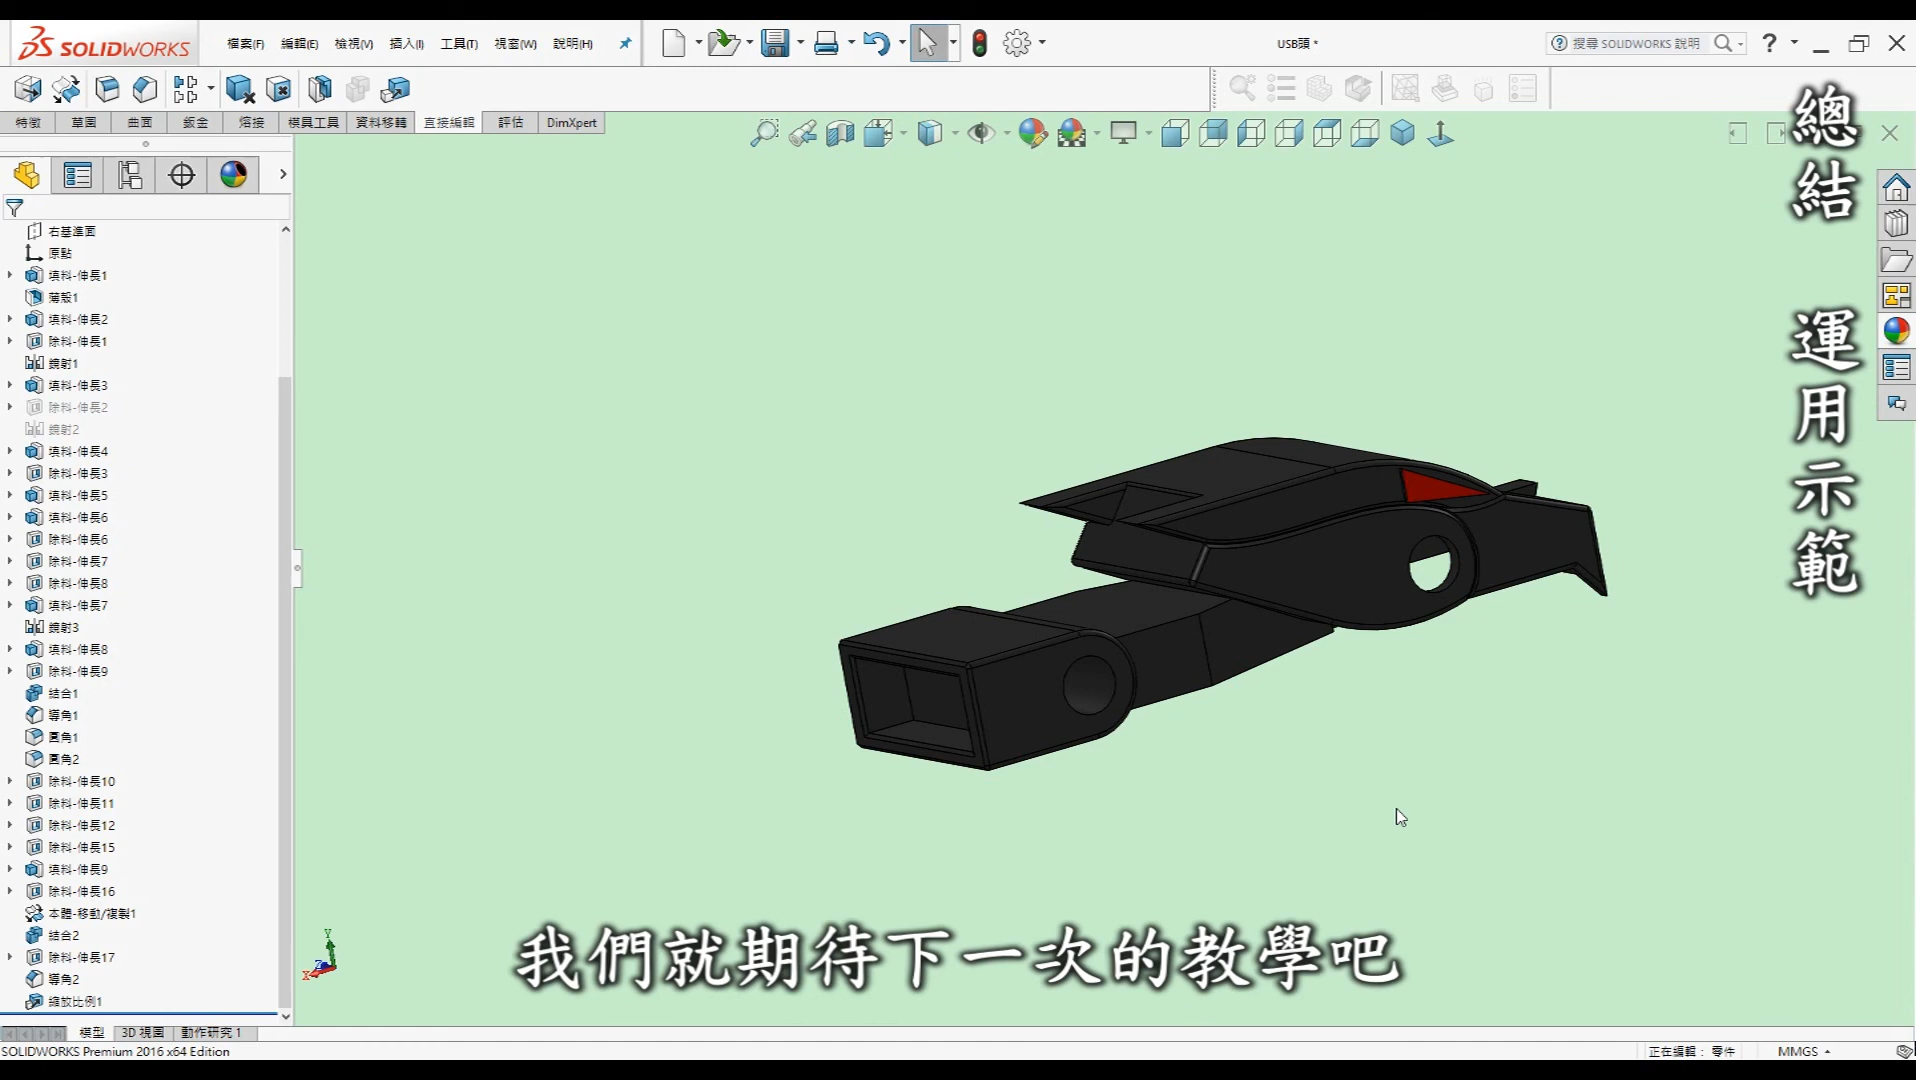 SOLIDWORKS
檔案(F)
編輯(E)
檢視(V)
插入(I)
工具(T)
視窗(W)
說明(H)
USB頭 *
搜尋 SOLIDWORKS 說明
特徵
草圖
曲面
鈑金
熔接
模具工具
資料移轉
直接編輯
評估
DimXpert
右基準面
原點
填料-伸長1
薄殼1
填料-伸長2
除料-伸長1
鏡射1
填料-伸長3
除料-伸長2
鏡射2
填料-伸長4
除料-伸長3
填料-伸長5
填料-伸長6
除料-伸長6
除料-伸長7
除料-伸長8
填料-伸長7
鏡射3
填料-伸長8
除料-伸長9
結合1
導角1
圓角1
圓角2
除料-伸長10
除料-伸長11
除料-伸長12
除料-伸長15
填料-伸長9
除料-伸長16
本體-移動/複製1
結合2
除料-伸長17
導角2
縮放比例1
總結 運用示範
我們就期待下一次的教學吧
Y
Z
X
模型
3D 視圖
動作研究 1
SOLIDWORKS Premium 2016 x64 Edition
正在編輯： 零件
MMGS